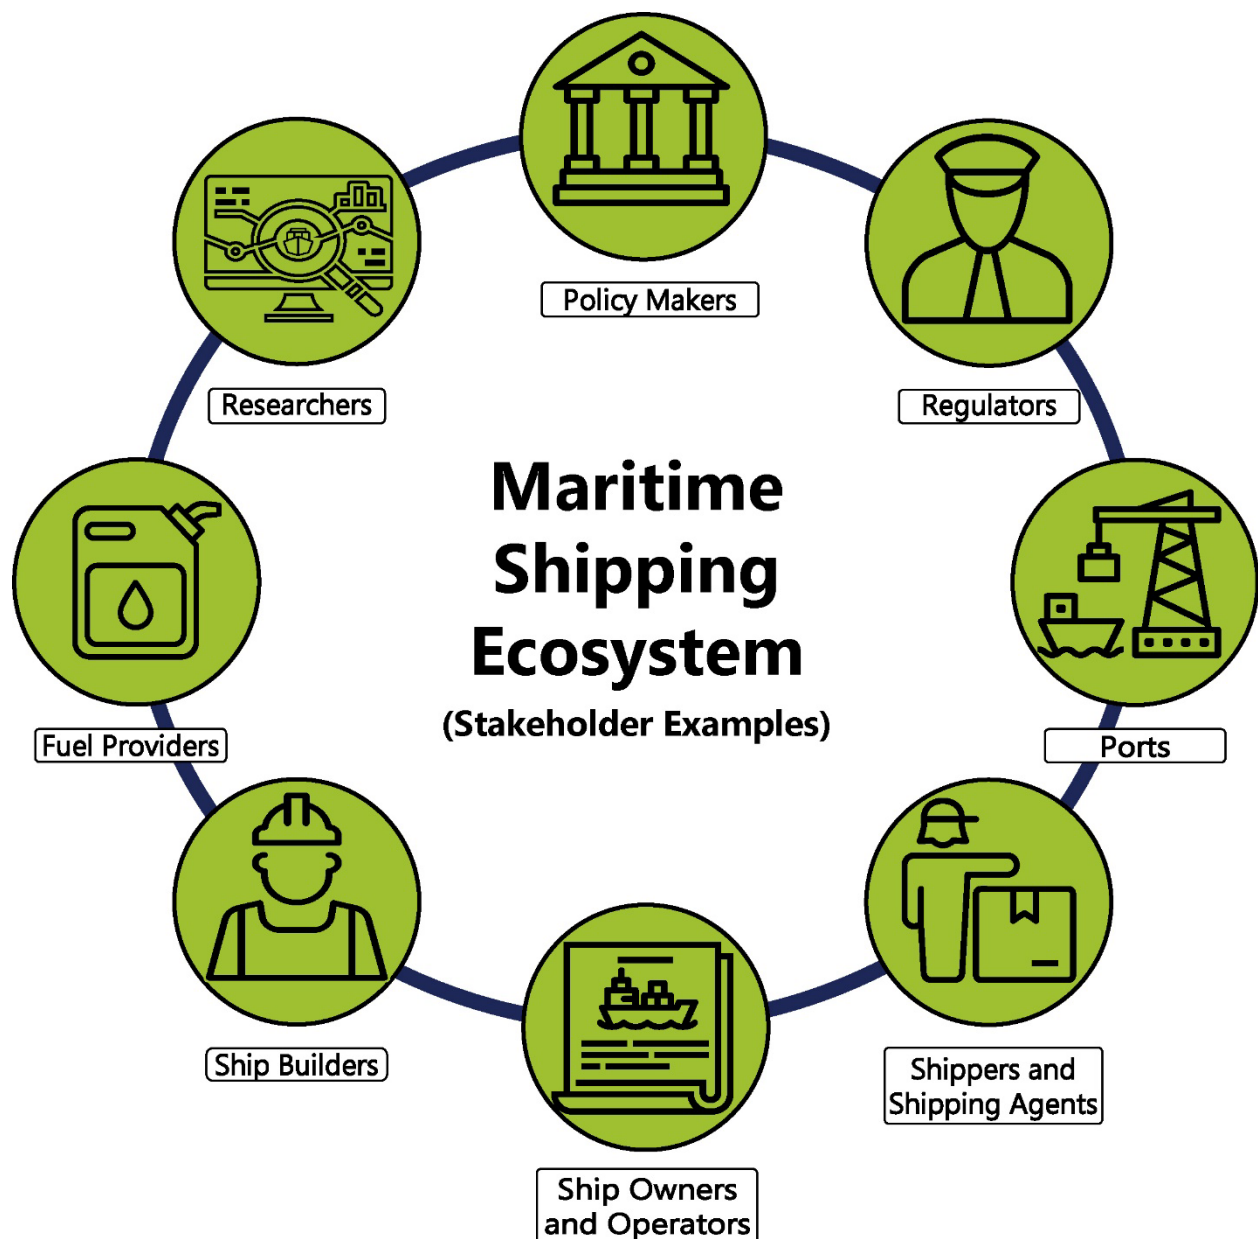 Policy Makers
Researchers
Regulators
Maritime
Shipping
Ecosystem
(Stakeholder Examples)
Fuel Providers
Ports
Ship Builders
Shippers and
Shipping Agents
Ship Owners
and Operators